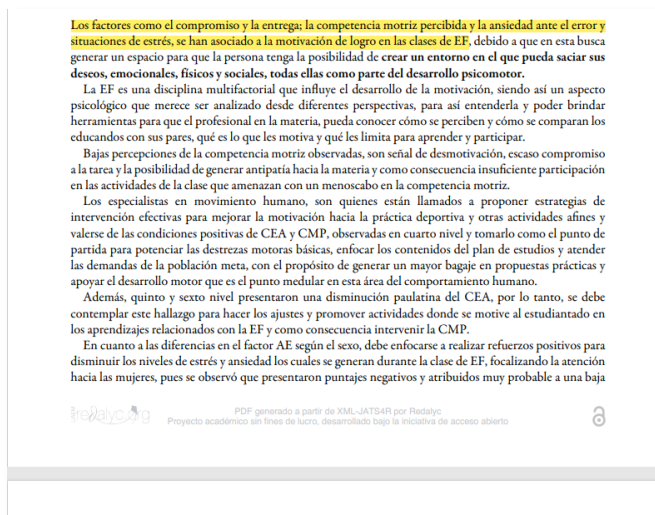 Los factores como el compromiso y la entrega; la competencia motriz percibida y la ansiedad ante el error y
situaciones de estrés, se han asociado a la motivación de logro en las clases de EF, debido a que en esta busca
generar un espacio para que la persona tenga la posibilidad de crear un entorno en el que pueda saciar sus
deseos, emocionales, físicos y sociales, todas ellas como parte del desarrollo psicomotor.
La EF es una disciplina multifactorial que influye el desarrollo de la motivación, siendo así un aspecto
psicológico que merece ser analizado desde diferentes perspectivas, para así entenderla y poder brindar
herramientas para que el profesional en la materia, pueda conocer cómo se perciben y cómo se comparan los
educandos con sus pares, qué es lo que les motiva y qué les limita para aprender y participar.
Bajas percepciones de la competencia motriz observadas, son señal de desmotivación, escaso compromiso
a la tarea y la posibilidad de generar antipatía hacia la materia y como consecuencia insuficiente participación
en las actividades de la clase que amenazan con un menoscabo en la competencia motriz.
Los especialistas en movimiento humano, son quienes están llamados a proponer estrategias de
intervención efectivas para mejorar la motivación hacia la práctica deportiva y otras actividades afines y
valerse de las condiciones positivas de CEA y CMP, observadas en cuarto nivel y tomarlo como el punto de
partida para potenciar las destrezas motoras básicas, enfocar los contenidos del plan de estudios y atender
las demandas de la población meta, con el propósito de generar un mayor bagaje en propuestas prácticas y
apoyar el desarrollo motor que es el punto medular en esta área del comportamiento humano.
Además, quinto y sexto nivel presentaron una disminución paulatina del CEA, por lo tanto, se debe
contemplar este hallazgo para hacer los ajustes y promover actividades donde se motive al estudiantado en
los aprendizajes relacionados con la EF y como consecuencia intervenir la CMP.
En cuanto a las diferencias en el factor AE según el sexo, debe enfocarse a realizar refuerzos positivos para
disminuir los niveles de estrés y ansiedad los cuales se generan durante la clase de EF, focalizando la atención
hacia las mujeres, pues se observó que presentaron puntajes negativos y atribuidos muy probable a una baja
redalyc.org
PDF generado a partir de XML-JATS4R por Redalyc
Proyecto académico sin fines de lucro, desarrollado bajo la iniciativa de acceso abierto